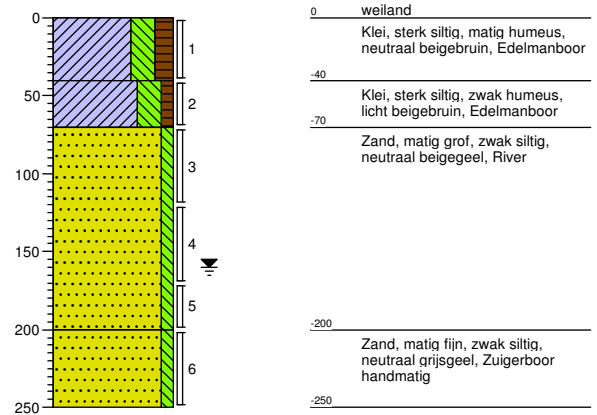 0
50
100
150
200
250
1
2
3
4
5
6
0 weiland
Klei, sterk siltig, matig humeus,
neutraal beigebruin, Edelmanboor
-40
Klei, sterk siltig, zwak humeus,
licht beigebruin, Edelmanboor
-70
Zand, matig grof, zwak siltig,
neutraal beigegeel, River
-200
Zand, matig fijn, zwak siltig,
neutraal grijsgeel, Zuigerboor
handmatig
-250